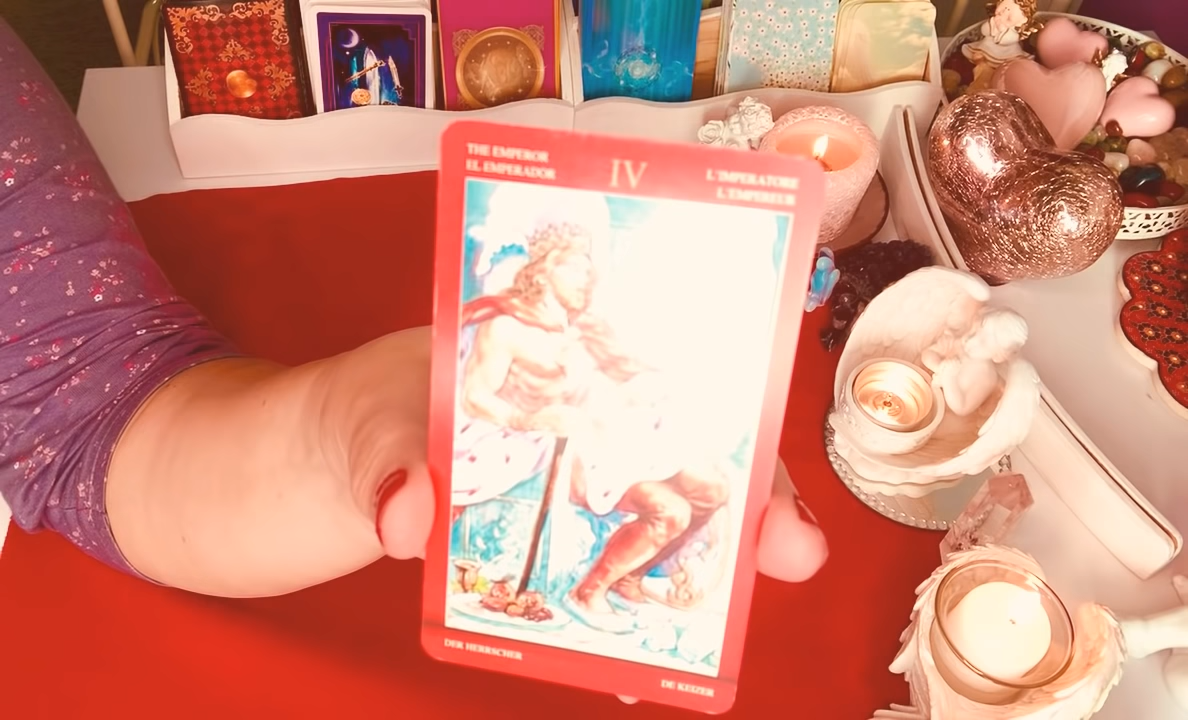 THE EMPEROR
EL EMPERADOR
IV
L'IMPERATORE
L'EMPEREUR
DER HERRSCHER
DE KEIZER